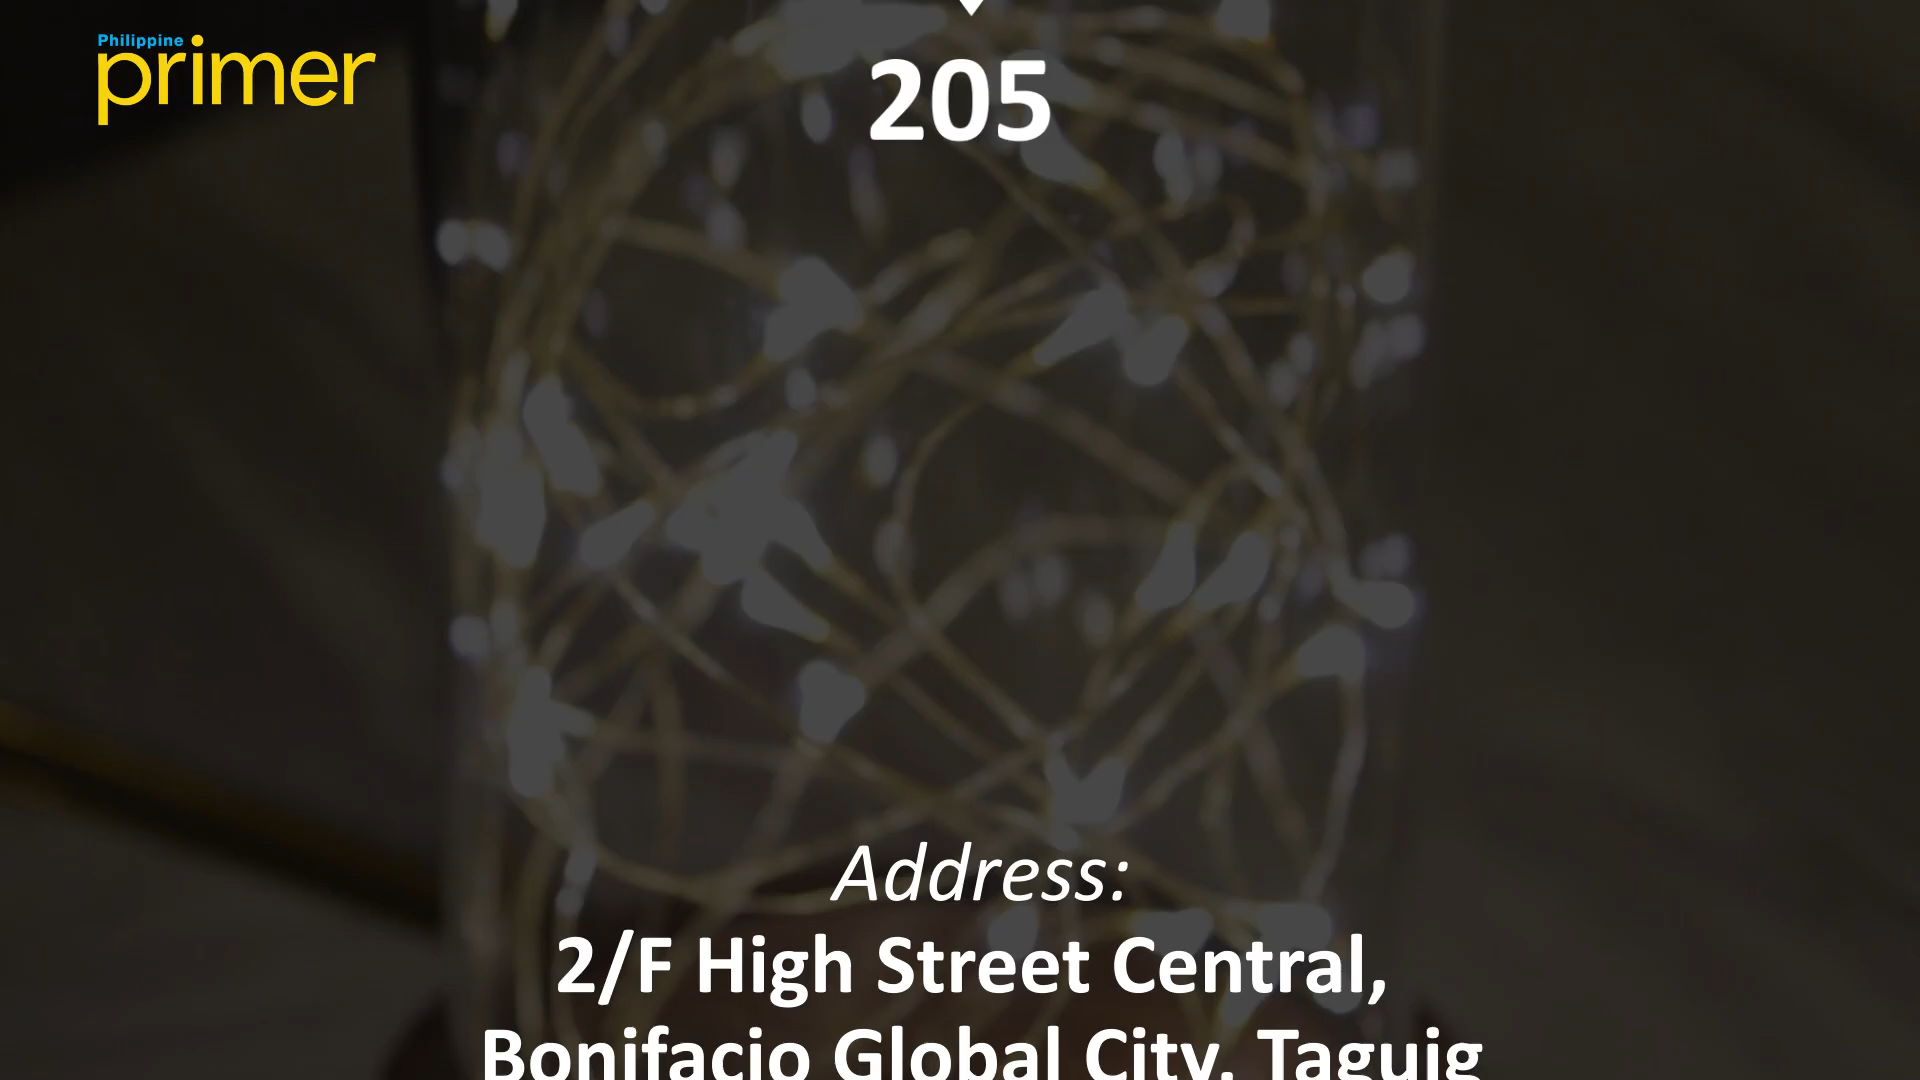 Philippine
primer
205
Address:
2/F High Street Central,
Bonifacio Global City, Taguig